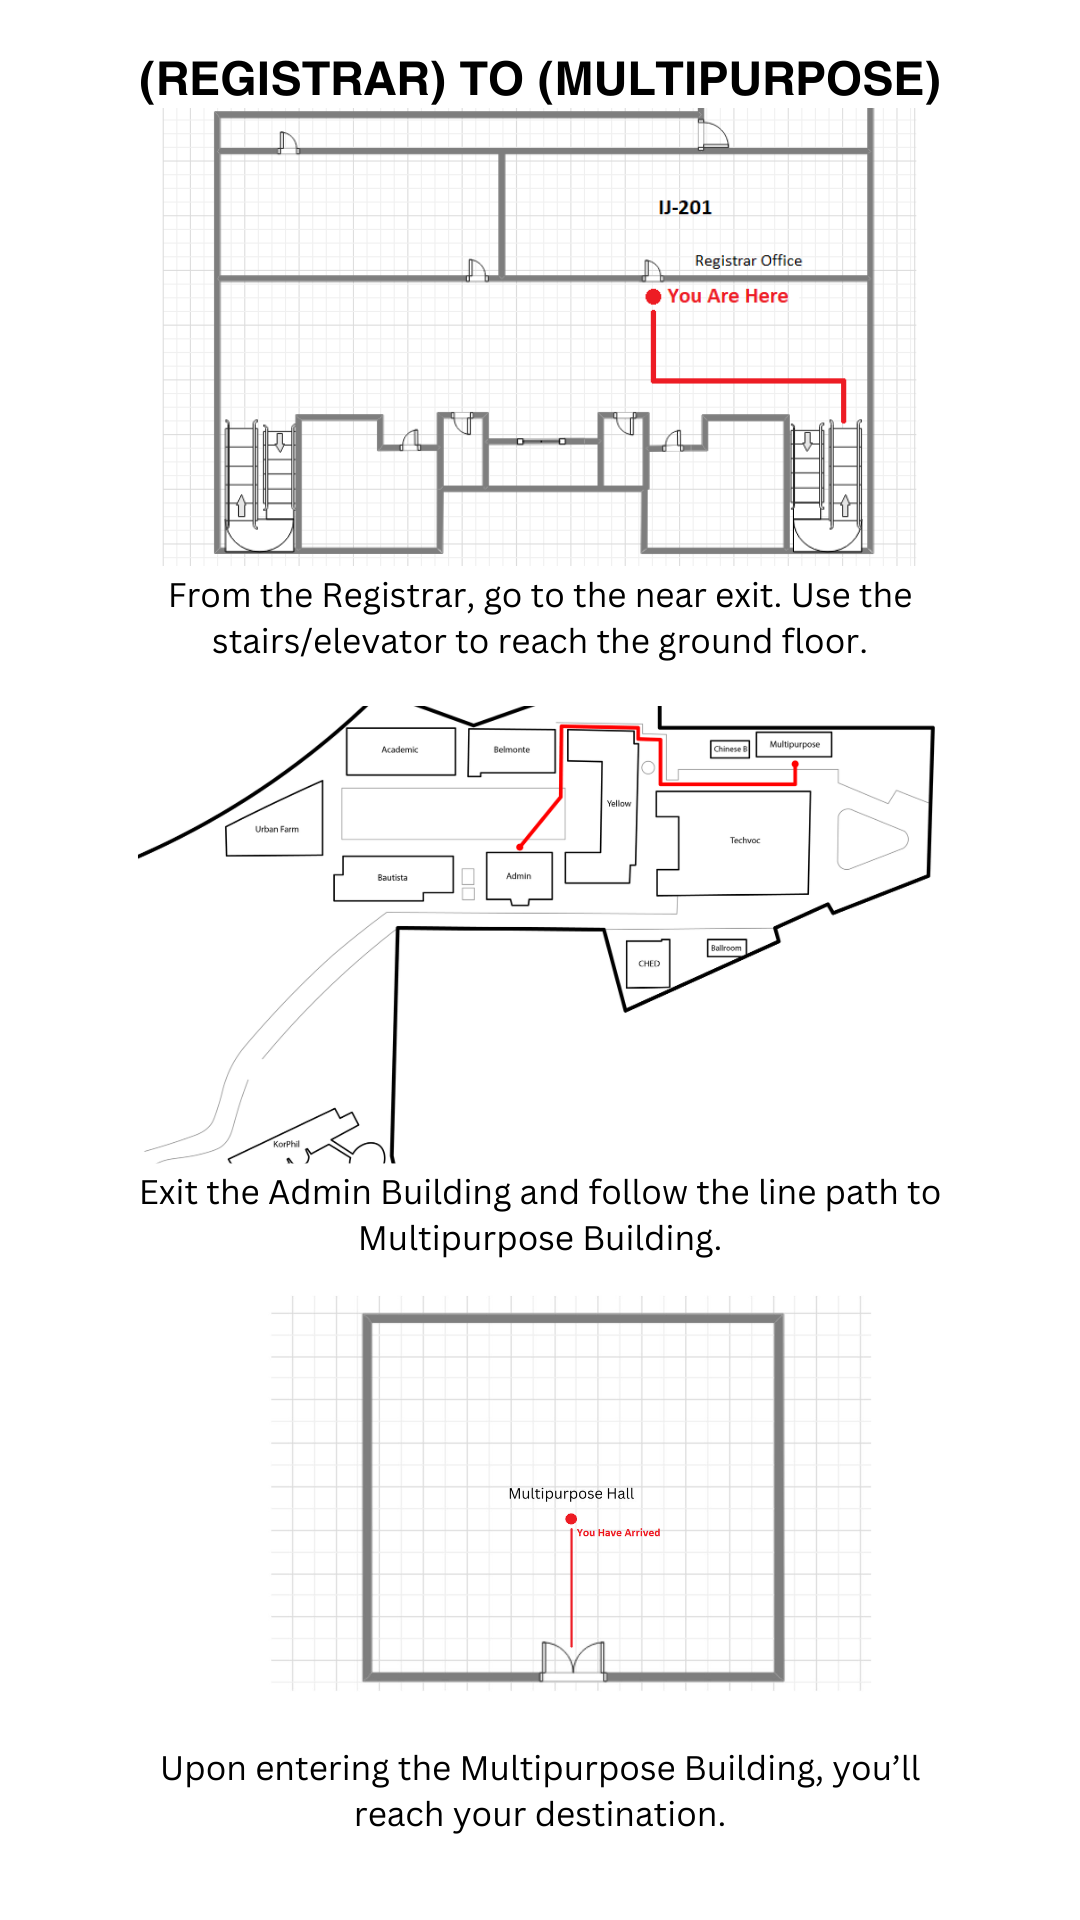 (REGISTRAR) TO (MULTIPURPOSE)
IJ-201
Registrar Office
You Are Here
From the Registrar, go to the near exit. Use the
stairs/elevator to reach the ground floor.
Academic
Belmonte
Chinese B
Multipurpose
Urban Farm
Yellow
Techvoc
Bautista
Admin
CHED
Ballroom
KorPhil
Exit the Admin Building and follow the line path to
Multipurpose Building.
Multipurpose Hall
You Have Arrived
Upon entering the Multipurpose Building, you’ll
reach your destination.